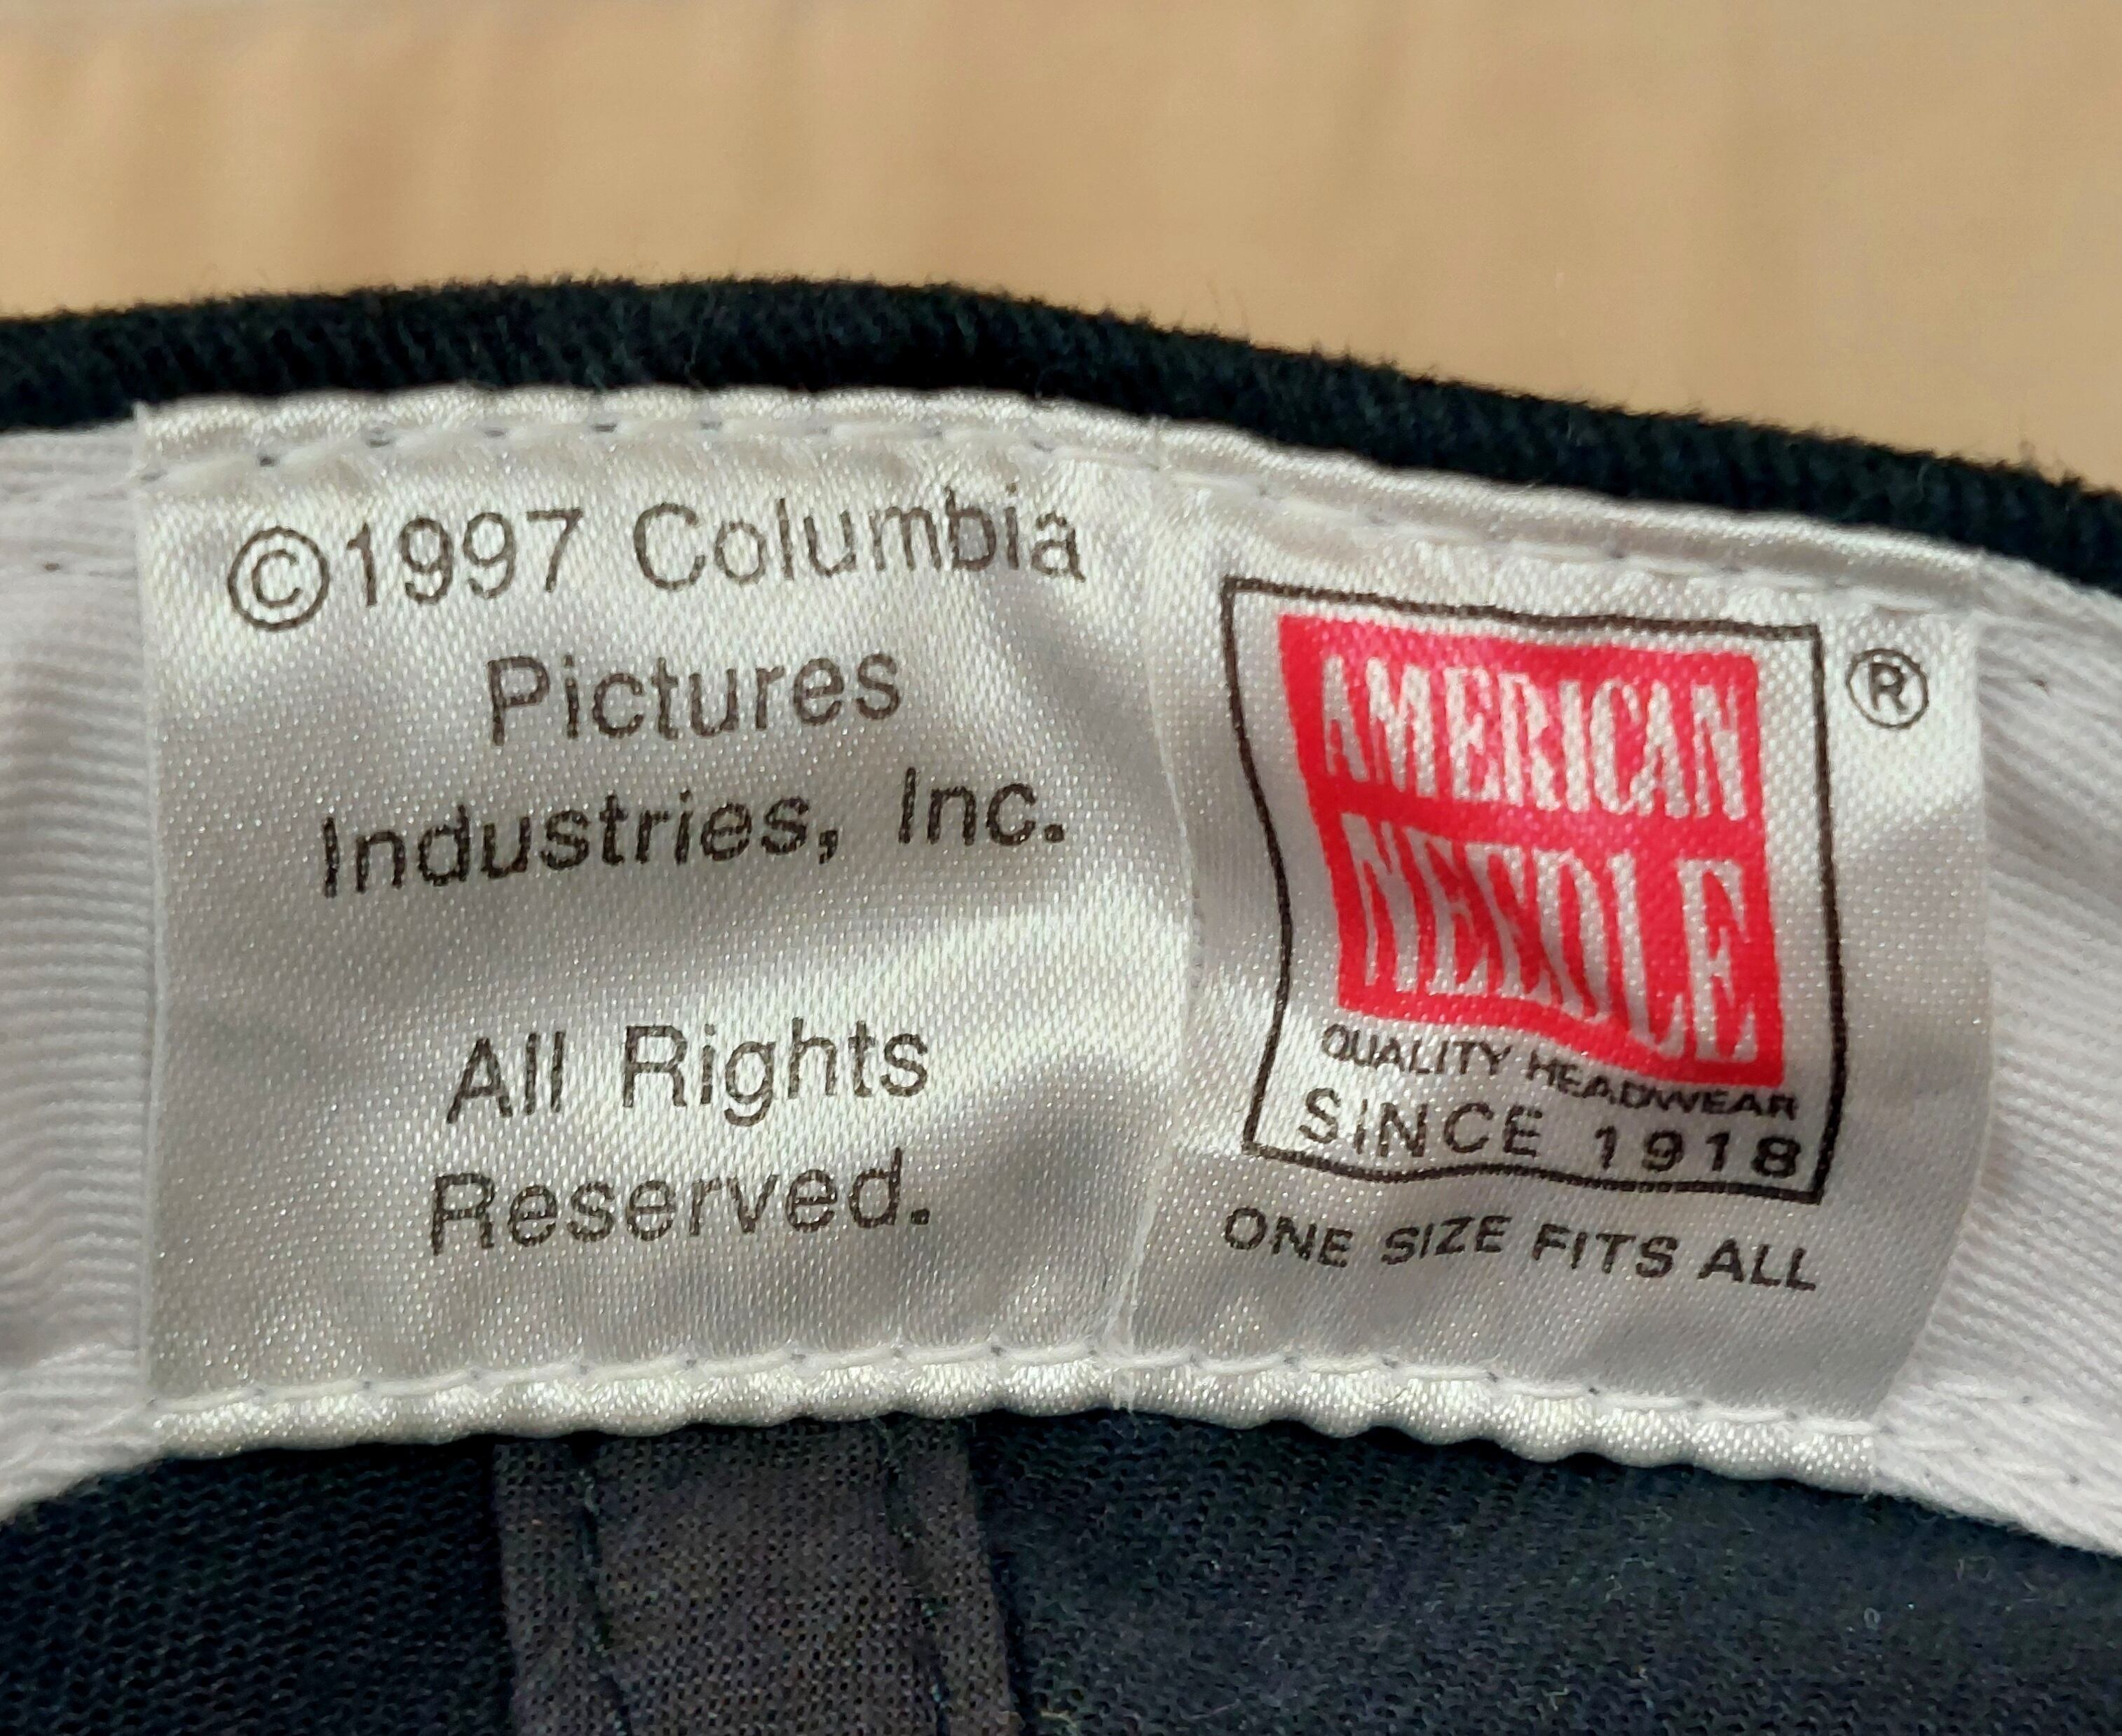 ©1997 Columbia
Pictures
Industries, Inc.
All Rights
Reserved.
AMERICAN
NEEDLE
®
QUALITY HEADWEAR
SINCE 1918
ONE SIZE FITS ALL